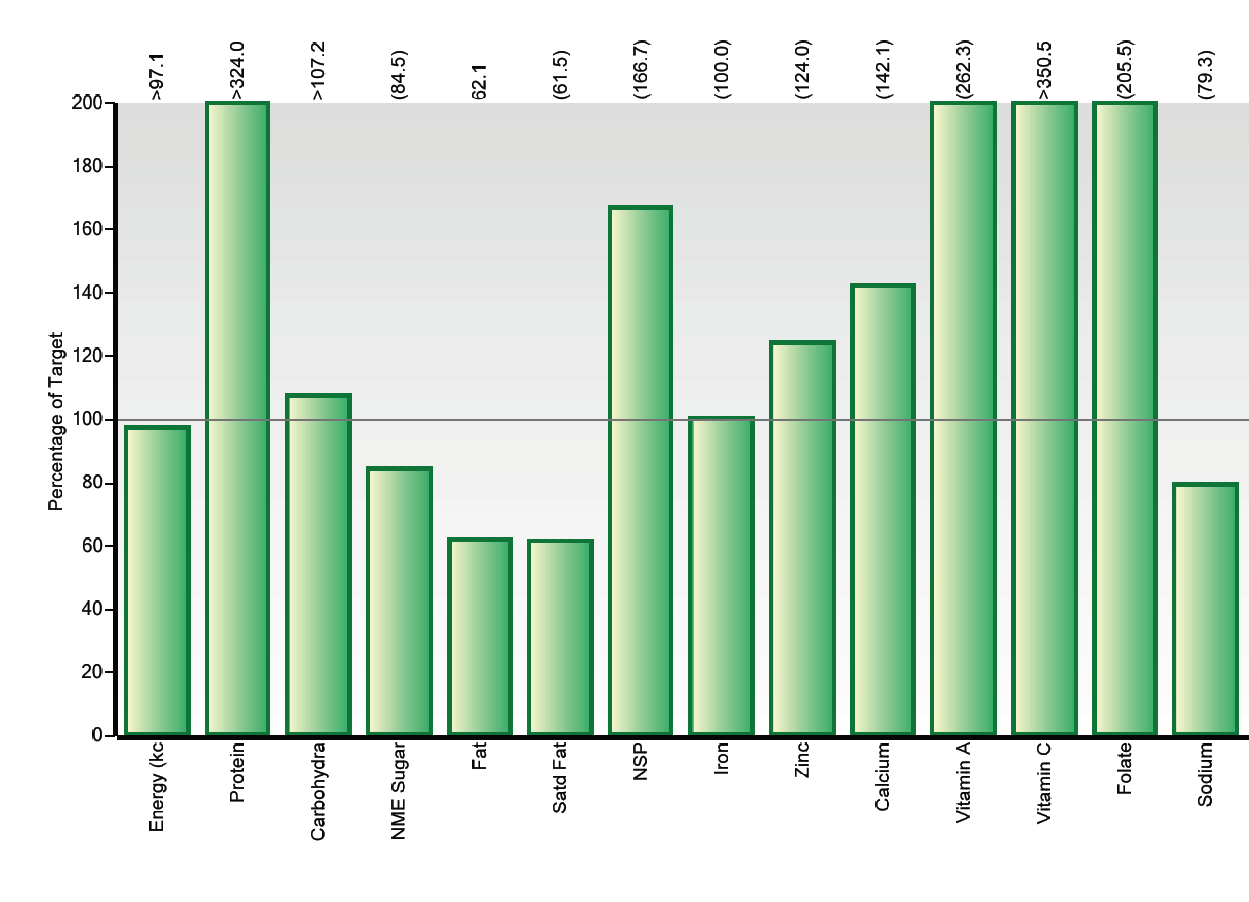 >97.1
>324.0
>107.2
(84.5)
62.1
(61.5)
(166.7)
(100.0)
(124.0)
(142.1)
(262.3)
>350.5
(205.5)
(79.3)
Percentage of Target
200
180
160
140
120
100
80
60
40
20
0
Energy (kc
Protein
Carbohydra
NME Sugar
Fat
Satd Fat
NSP
Iron
Zinc
Calcium
Vitamin A
Vitamin C
Folate
Sodium